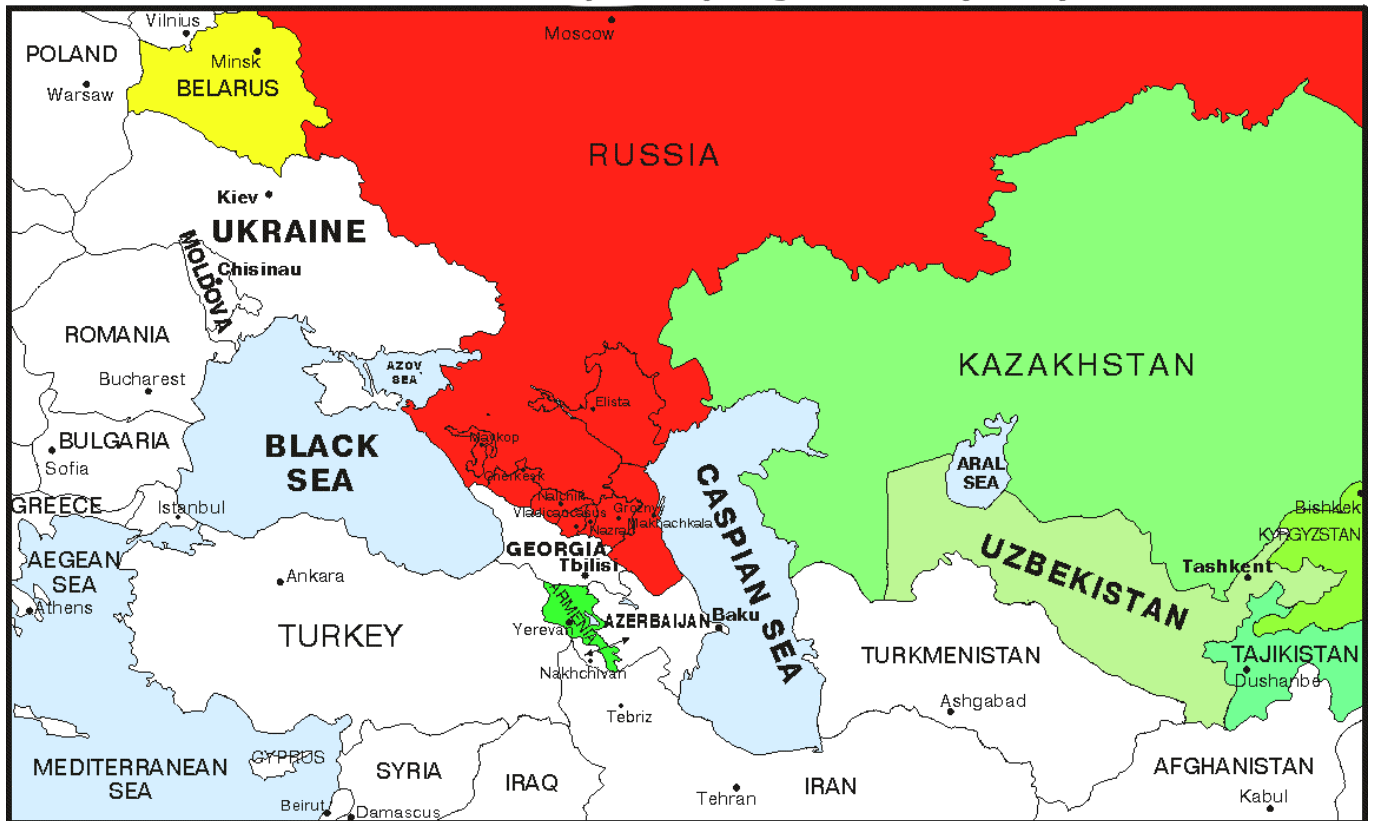 Vilnius
Moscow
POLAND
Minsk
Warsaw
BELARUS
RUSSIA
Kiev
UKRAINE
MOLDOVA
Chisinau
ROMANIA
AZOV
SEA
KAZAKHSTAN
Bucharest
Elista
BULGARIA
Sofia
BLACK
SEA
Maykop
Cherkesk
CASPIAN SEA
ARAL
SEA
GREECE
Istanbul
Nalchik
Grozny
Vladicaucasus
Makhachkala
Nazran
Bishkek
KYRGYZSTAN
AEGEAN
SEA
GEORGIA
Tbilisi
UZBEKISTAN
Tashkent
Ankara
Athens
ARMENIA
AZERBAIJAN
Baku
Yerevan
TURKEY
Nakhchivan
TURKMENISTAN
TAJIKISTAN
Dushanbe
Ashgabad
Tebriz
MEDITERRANEAN
SEA
GYPRUS
SYRIA
IRAQ
IRAN
AFGHANISTAN
Tehran
Kabul
Beirut
Damascus